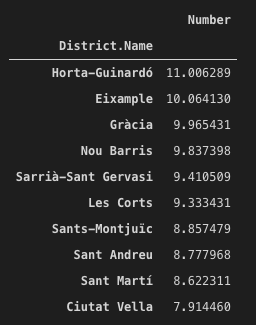 Number
District.Name
Horta-Guinardó 11.006289
Eixample 10.064130
Gràcia 9.965431
Nou Barris 9.837398
Sarrià-Sant Gervasi 9.410509
Les Corts 9.333431
Sants-Montjuïc 8.857479
Sant Andreu 8.777968
Sant Martí 8.622311
Ciutat Vella 7.914460